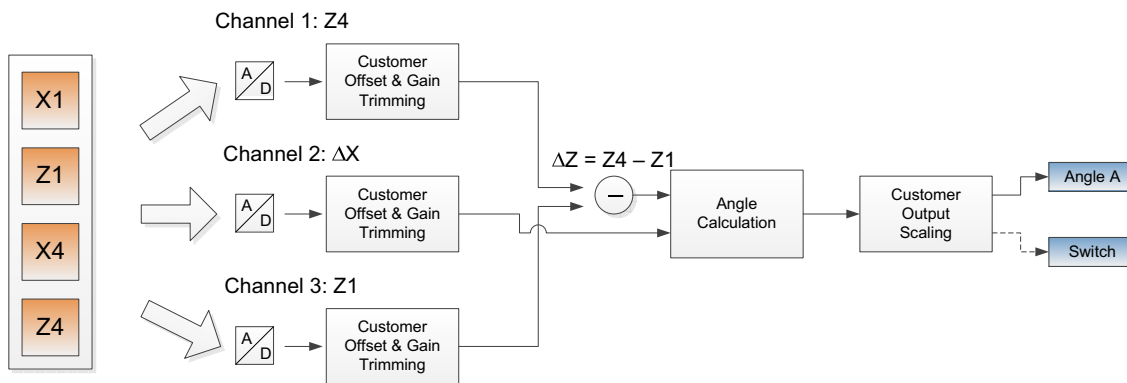 X1
Z1
X4
Z4
Channel 1: Z4
A
D
Customer
Offset & Gain
Trimming
Channel 2: ΔX
A
D
Customer
Offset & Gain
Trimming
Channel 3: Z1
A
D
Customer
Offset & Gain
Trimming
ΔZ = Z4 – Z1
–
Angle
Calculation
Customer
Output
Scaling
Angle A
Switch